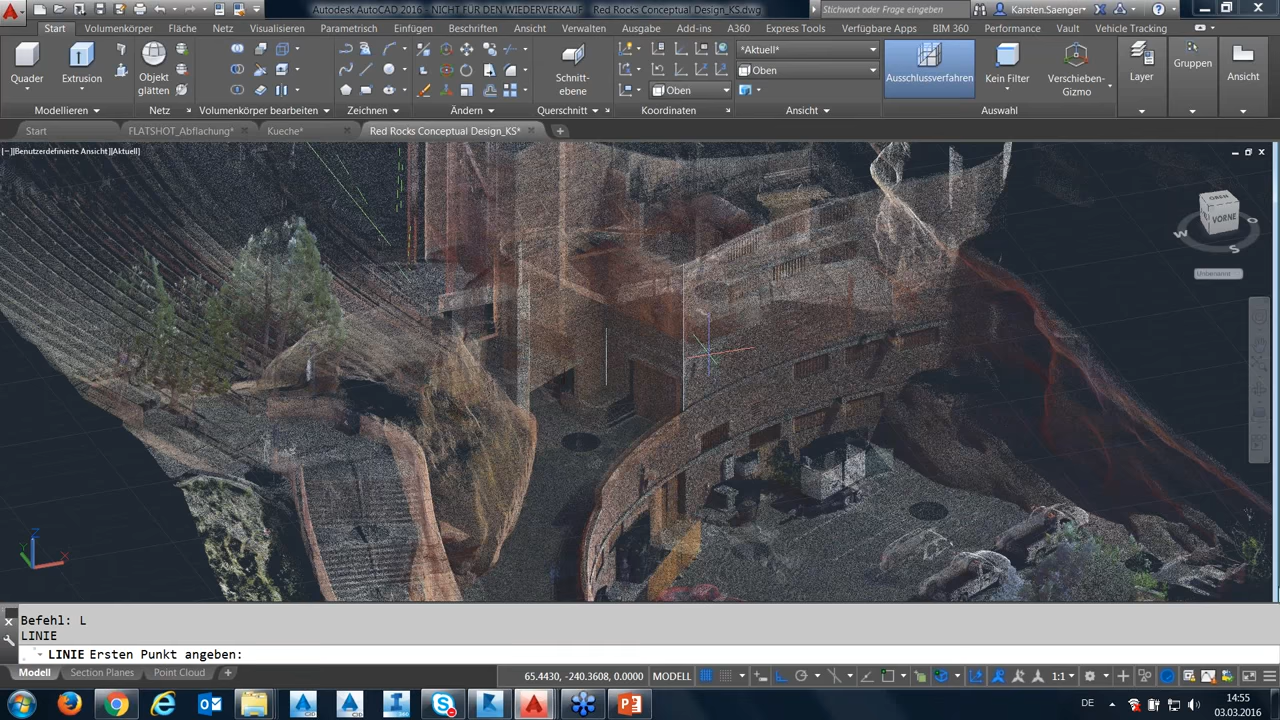 Autodesk AutoCAD 2016 - NICHT FÜR DEN WIEDERVERKAUF Red Rocks Conceptual Design_KS.dwg
Stichwort oder Frage eingeben
Karsten.Saenger
Start Volumenkörper Fläche Netz Visualisieren Parametrisch Einfügen Beschriften Ansicht Verwalten Ausgabe Add-ins A360 Express Tools Verfügbare Apps BIM 360 Performance Vault Vehicle Tracking
*Aktuell*
Oben
Quader Extrusion Objekt glätten Schnitt-ebene Oben Ausschlussverfahren Kein Filter Verschieben-Gizmo Layer Gruppen Ansicht
Modellieren Netz Volumenkörper bearbeiten Zeichnen Ändern Querschnitt Koordinaten Ansicht Auswahl
Start FLATSHOT_Abflachung* Kueche* Red Rocks Conceptual Design_KS*
[−]Benutzerdefinierte Ansicht][Aktuell]
OBEN
VORNE
W
O
S
Unbenannt
Z
X
Y
Befehl: L
LINIE
LINIE Ersten Punkt angeben:
Modell Section Planes Point Cloud
65.4430, -240.3608, 0.0000 MODELL 1:1
DE 14:55
03.03.2016